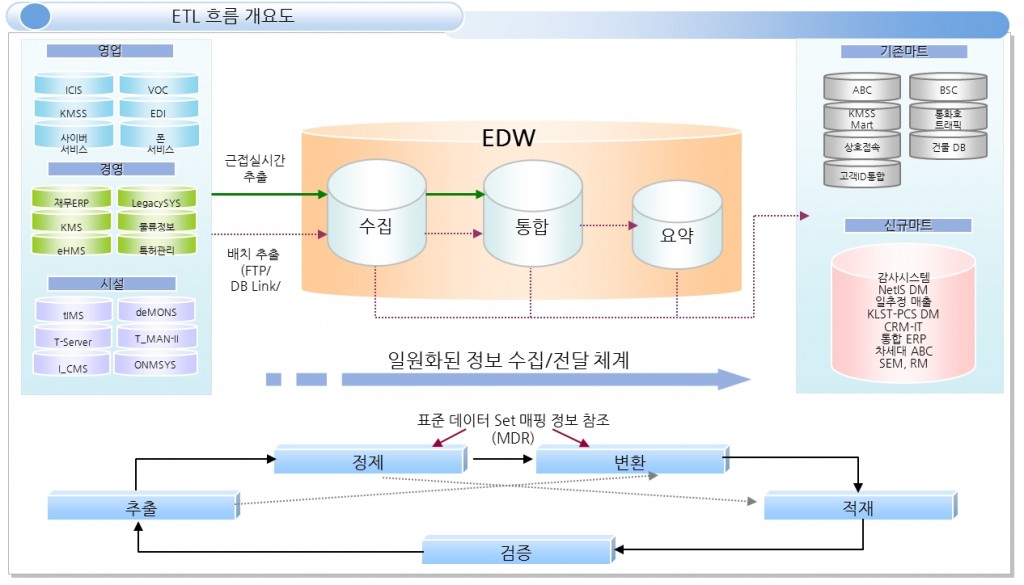 ETL 흐름 개요도
영업
ICIS
VOC
KMSS
EDI
사이버
서비스
폰
서비스
경영
재무ERP
LegacySYS
KMS
물류정보
eHMS
특허관리
시설
tIMS
deMONS
T-Server
T_MAN-II
I_CMS
ONMSYS
근접실시간
추출
배치 추출
(FTP/
DB Link/
EDW
수집
통합
요약
기존마트
ABC
BSC
KMSS
Mart
통화호
트래픽
상호접속
건물 DB
고객ID통합
신규마트
감사시스템
NetIS DM
일추정 매출
KLST-PCS DM
CRM-IT
통합 ERP
차세대 ABC
SEM, RM
일원화된 정보 수집/전달 체계
표준 데이터 Set 매핑 정보 참조
(MDR)
정제
변환
추출
적재
검증